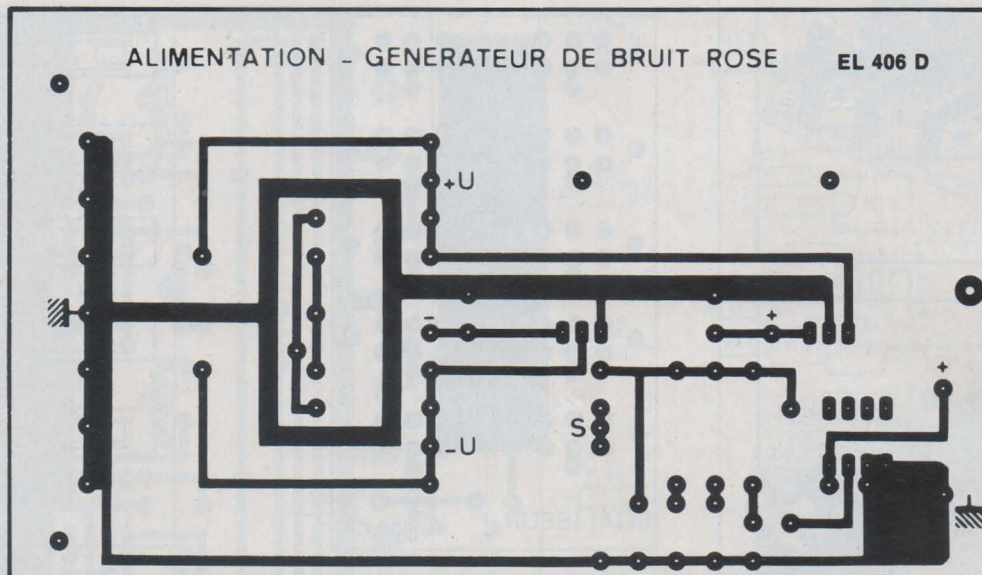 ALIMENTATION - GENERATEUR DE BRUIT ROSE EL 406 D
+U
-
+
+
S
-U